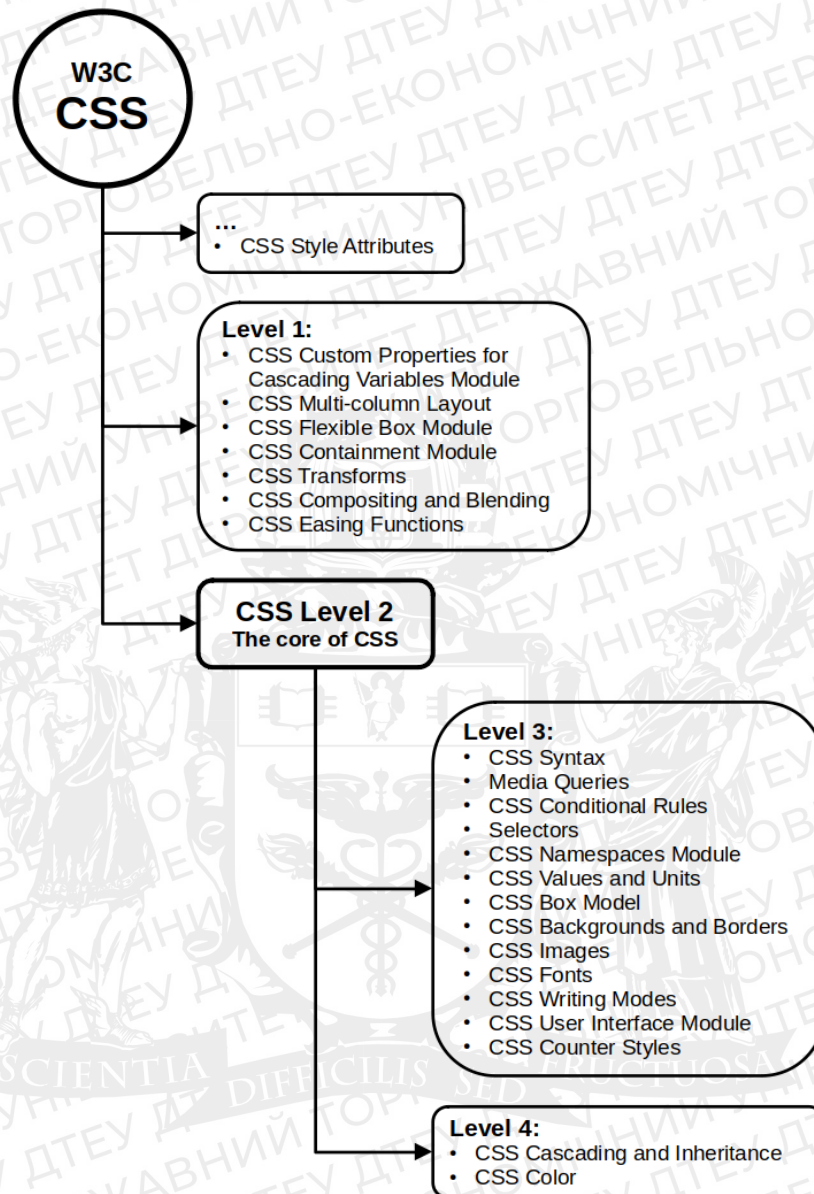 W3C
CSS
...
• CSS Style Attributes
Level 1:
• CSS Custom Properties for
Cascading Variables Module
• CSS Multi-column Layout
• CSS Flexible Box Module
• CSS Containment Module
• CSS Transforms
• CSS Compositing and Blending
• CSS Easing Functions
CSS Level 2
The core of CSS
Level 3:
• CSS Syntax
• Media Queries
• CSS Conditional Rules
• Selectors
• CSS Namespaces Module
• CSS Values and Units
• CSS Box Model
• CSS Backgrounds and Borders
• CSS Images
• CSS Fonts
• CSS Writing Modes
• CSS User Interface Module
• CSS Counter Styles
SCIENTIA DIFFICILIS SED FRUCTUOSA
Level 4:
• CSS Cascading and Inheritance
• CSS Color